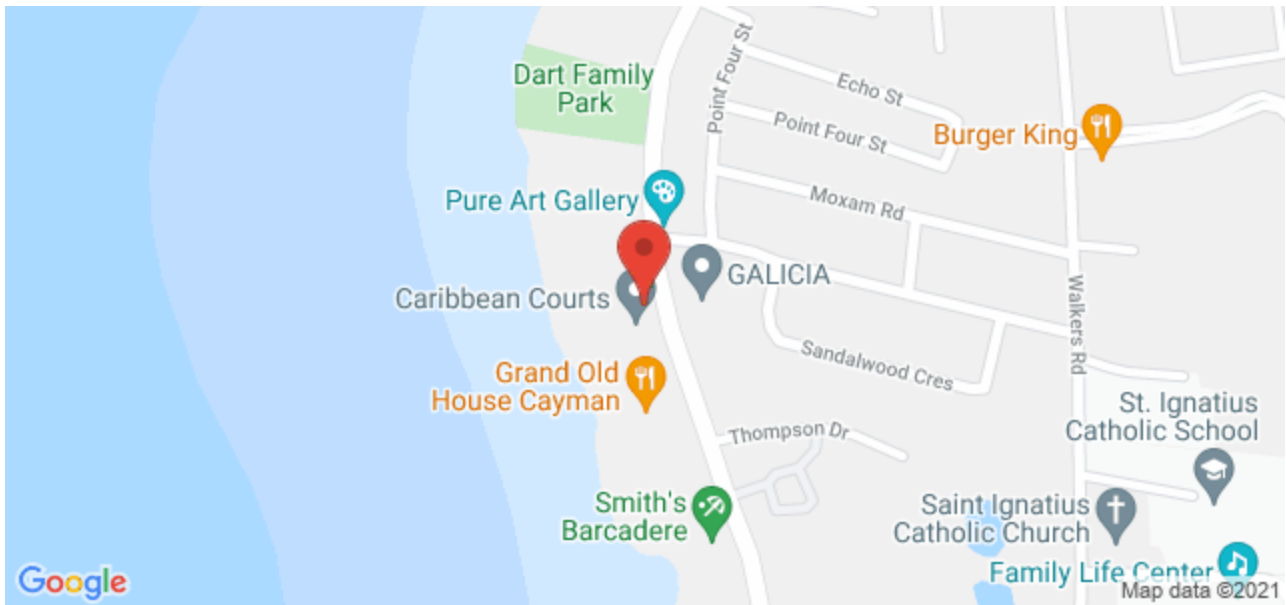 Dart Family
Park
Point Four St
Echo St
Point Four St
Burger King
Pure Art Gallery
Moxam Rd
GALICIA
Caribbean Courts
Walkers Rd
Sandalwood Cres
Grand Old
House Cayman
St. Ignatius
Catholic School
Thompson Dr
Smith's
Barcadere
Saint Ignatius
Catholic Church
Family Life Center
Google
Map data ©2021